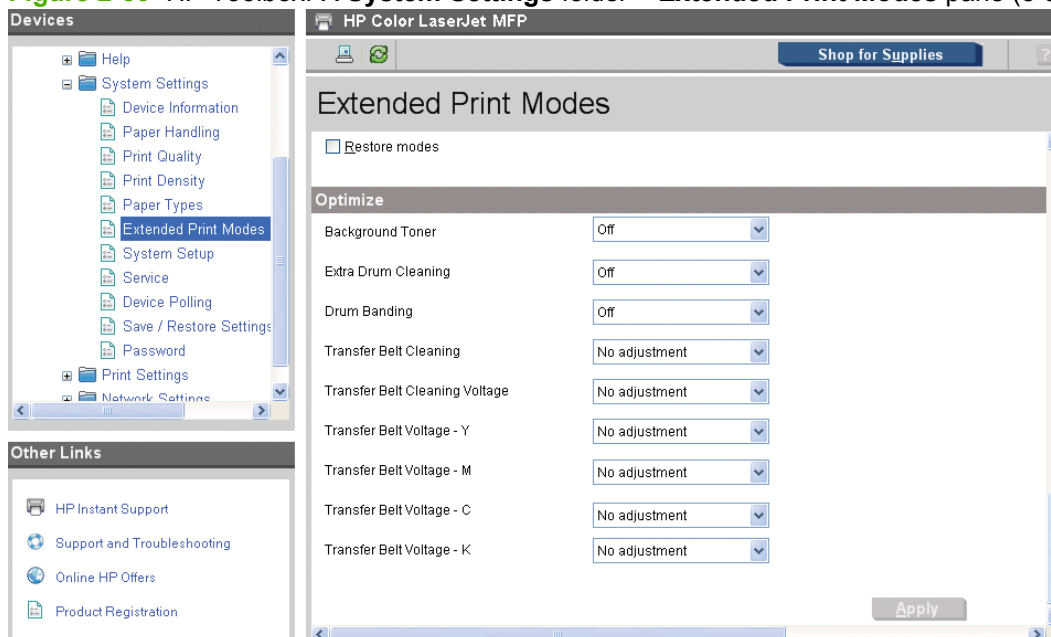 Devices
Help
System Settings
Device Information
Paper Handling
Print Quality
Print Density
Paper Types
Extended Print Modes
System Setup
Service
Device Polling
Save / Restore Settings
Password
Print Settings
Network Settings
Other Links
HP Instant Support
Support and Troubleshooting
Online HP Offers
Product Registration
HP Color LaserJet MFP
Shop for Supplies
?
Extended Print Modes
Restore modes
Optimize
Background Toner Off
Extra Drum Cleaning Off
Drum Banding Off
Transfer Belt Cleaning No adjustment
Transfer Belt Cleaning Voltage No adjustment
Transfer Belt Voltage - Y No adjustment
Transfer Belt Voltage - M No adjustment
Transfer Belt Voltage - C No adjustment
Transfer Belt Voltage - K No adjustment
Apply